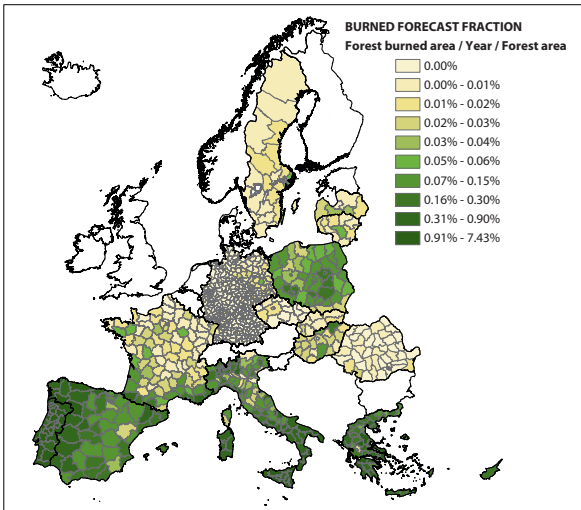 BURNED FORECAST FRACTION
Forest burned area / Year / Forest area
0.00%
0.00% - 0.01%
0.01% - 0.02%
0.02% - 0.03%
0.03% - 0.04%
0.05% - 0.06%
0.07% - 0.15%
0.16% - 0.30%
0.31% - 0.90%
0.91% - 7.43%